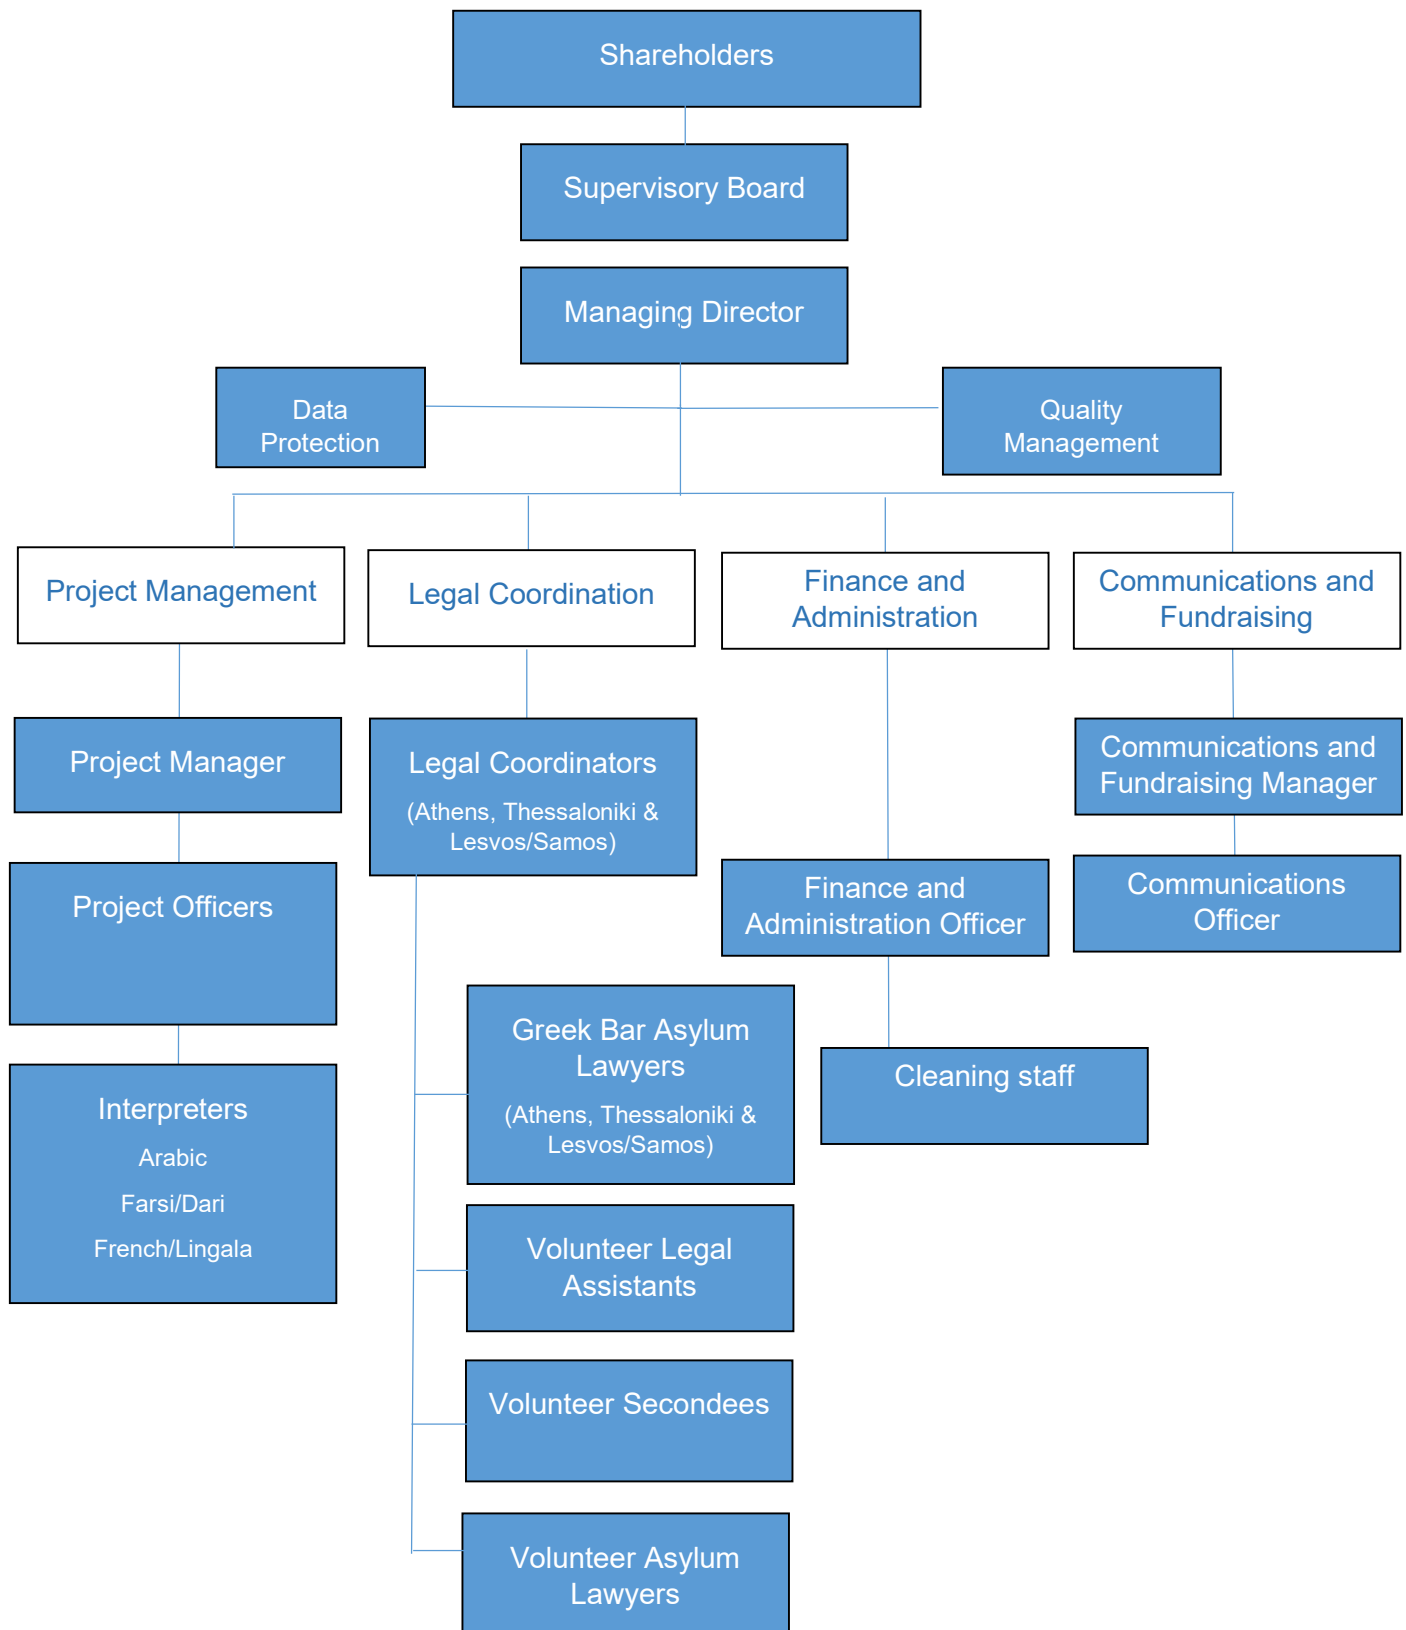 Shareholders
Supervisory Board
Managing Director
Data
Protection
Quality
Management
Project Management
Legal Coordination
Finance and
Administration
Communications and
Fundraising
Project Manager
Legal Coordinators
(Athens, Thessaloniki &
Lesvos/Samos)
Communications and
Fundraising Manager
Project Officers
Finance and
Administration Officer
Communications
Officer
Greek Bar Asylum
Lawyers
(Athens, Thessaloniki &
Lesvos/Samos)
Cleaning staff
Interpreters
Arabic
Farsi/Dari
French/Lingala
Volunteer Legal
Assistants
Volunteer Secondees
Volunteer Asylum
Lawyers